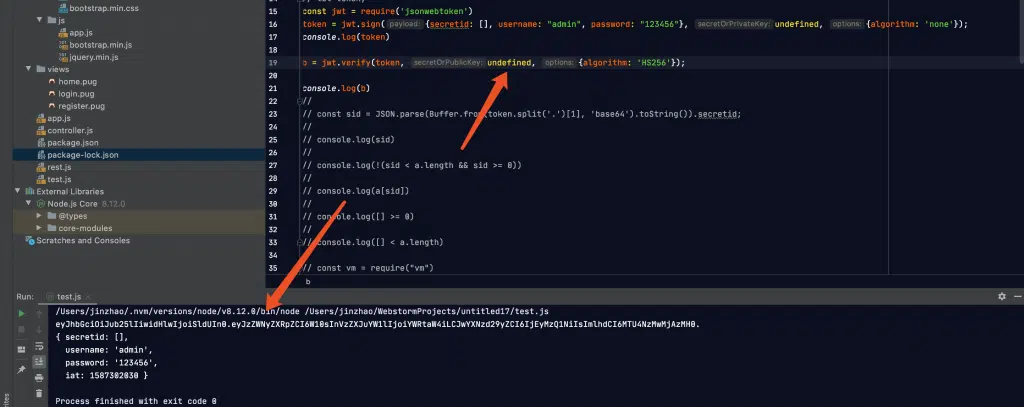 bootstrap.min.css
js
app.js
bootstrap.min.js
jquery.min.js
views
home.pug
login.pug
register.pug
app.js
controller.js
package.json
package-lock.json
rest.js
test.js
External Libraries
Node.js Core 8.12.0
@types
core-modules
Scratches and Consoles
15 const jwt = require('jsonwebtoken')
16 token = jwt.sign( payload: {secretid: [], username: "admin", password: "123456"}, secretOrPrivateKey: undefined, options: {algorithm: 'none'});
17 console.log(token)
18
19 b = jwt.verify(token, secretOrPublicKey: undefined, options: {algorithm: 'HS256'});
20
21 console.log(b)
22 //
23 // const sid = JSON.parse(Buffer.from(token.split('.')[1], 'base64').toString()).secretid;
24 //
25 // console.log(sid)
26 //
27 // console.log(!(sid < a.length && sid >= 0))
28 //
29 // console.log(a[sid])
30 //
31 // console.log([] >= 0)
32 //
33 // console.log([] < a.length)
34
35 // const vm = require("vm")
b
Run: test.js
/Users/jinzhao/.nvm/versions/node/v8.12.0/bin/node /Users/jinzhao/WebstormProjects/untitled17/test.js
eyJhbGciOiJub25lIiwidHlwIjoiSldUIn0.eyJzZWNyZXRpZCI6W10sInVzZXJuYW1lIjoiYWRtaW4iLCJwYXNzd29yZCI6IjEyMzQ1NiIsImlhdCI6MTU4NzMwMjAzMH0.
{ secretid: [],
username: 'admin',
password: '123456',
iat: 1587302030 }
Process finished with exit code 0